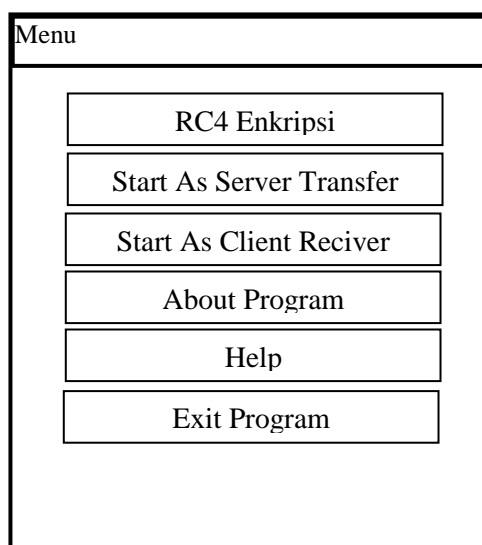 Menu
RC4 Enkripsi
Start As Server Transfer
Start As Client Reciver
About Program
Help
Exit Program